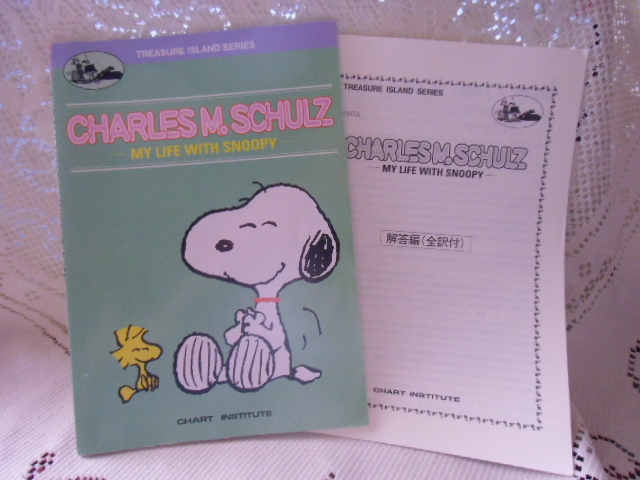 TREASURE ISLAND SERIES
CHARLES M. SCHULZ
MY LIFE WITH SNOOPY
CHART INSTITUTE
TREASURE ISLAND SERIES
CHARLES M. SCHULZ
MY LIFE WITH SNOOPY
解答編(全訳付)
CHART INSTITUTE